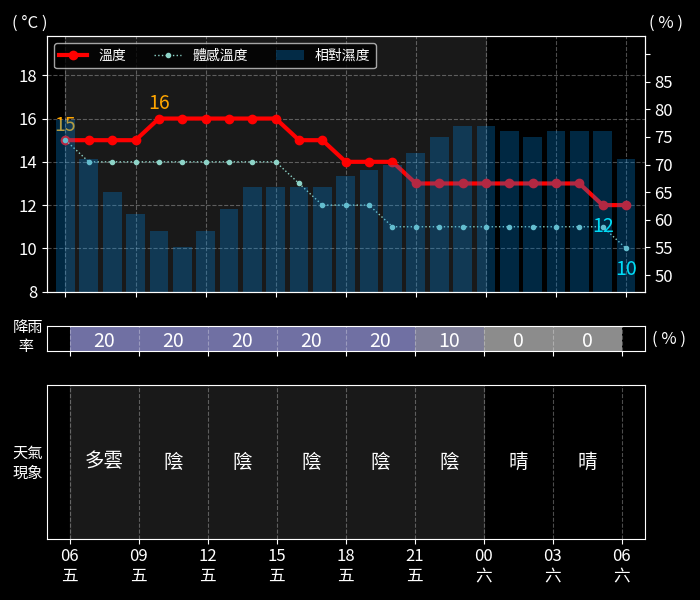 ( °C )
( % )
溫度
體感溫度
相對濕度
18
16
14
12
10
8
85
80
75
70
65
60
55
50
15
16
12
10
降雨
率
20
20
20
20
20
10
0
0
( % )
天氣
現象
多雲
陰
陰
陰
陰
陰
晴
晴
06
五
09
五
12
五
15
五
18
五
21
五
00
六
03
六
06
六